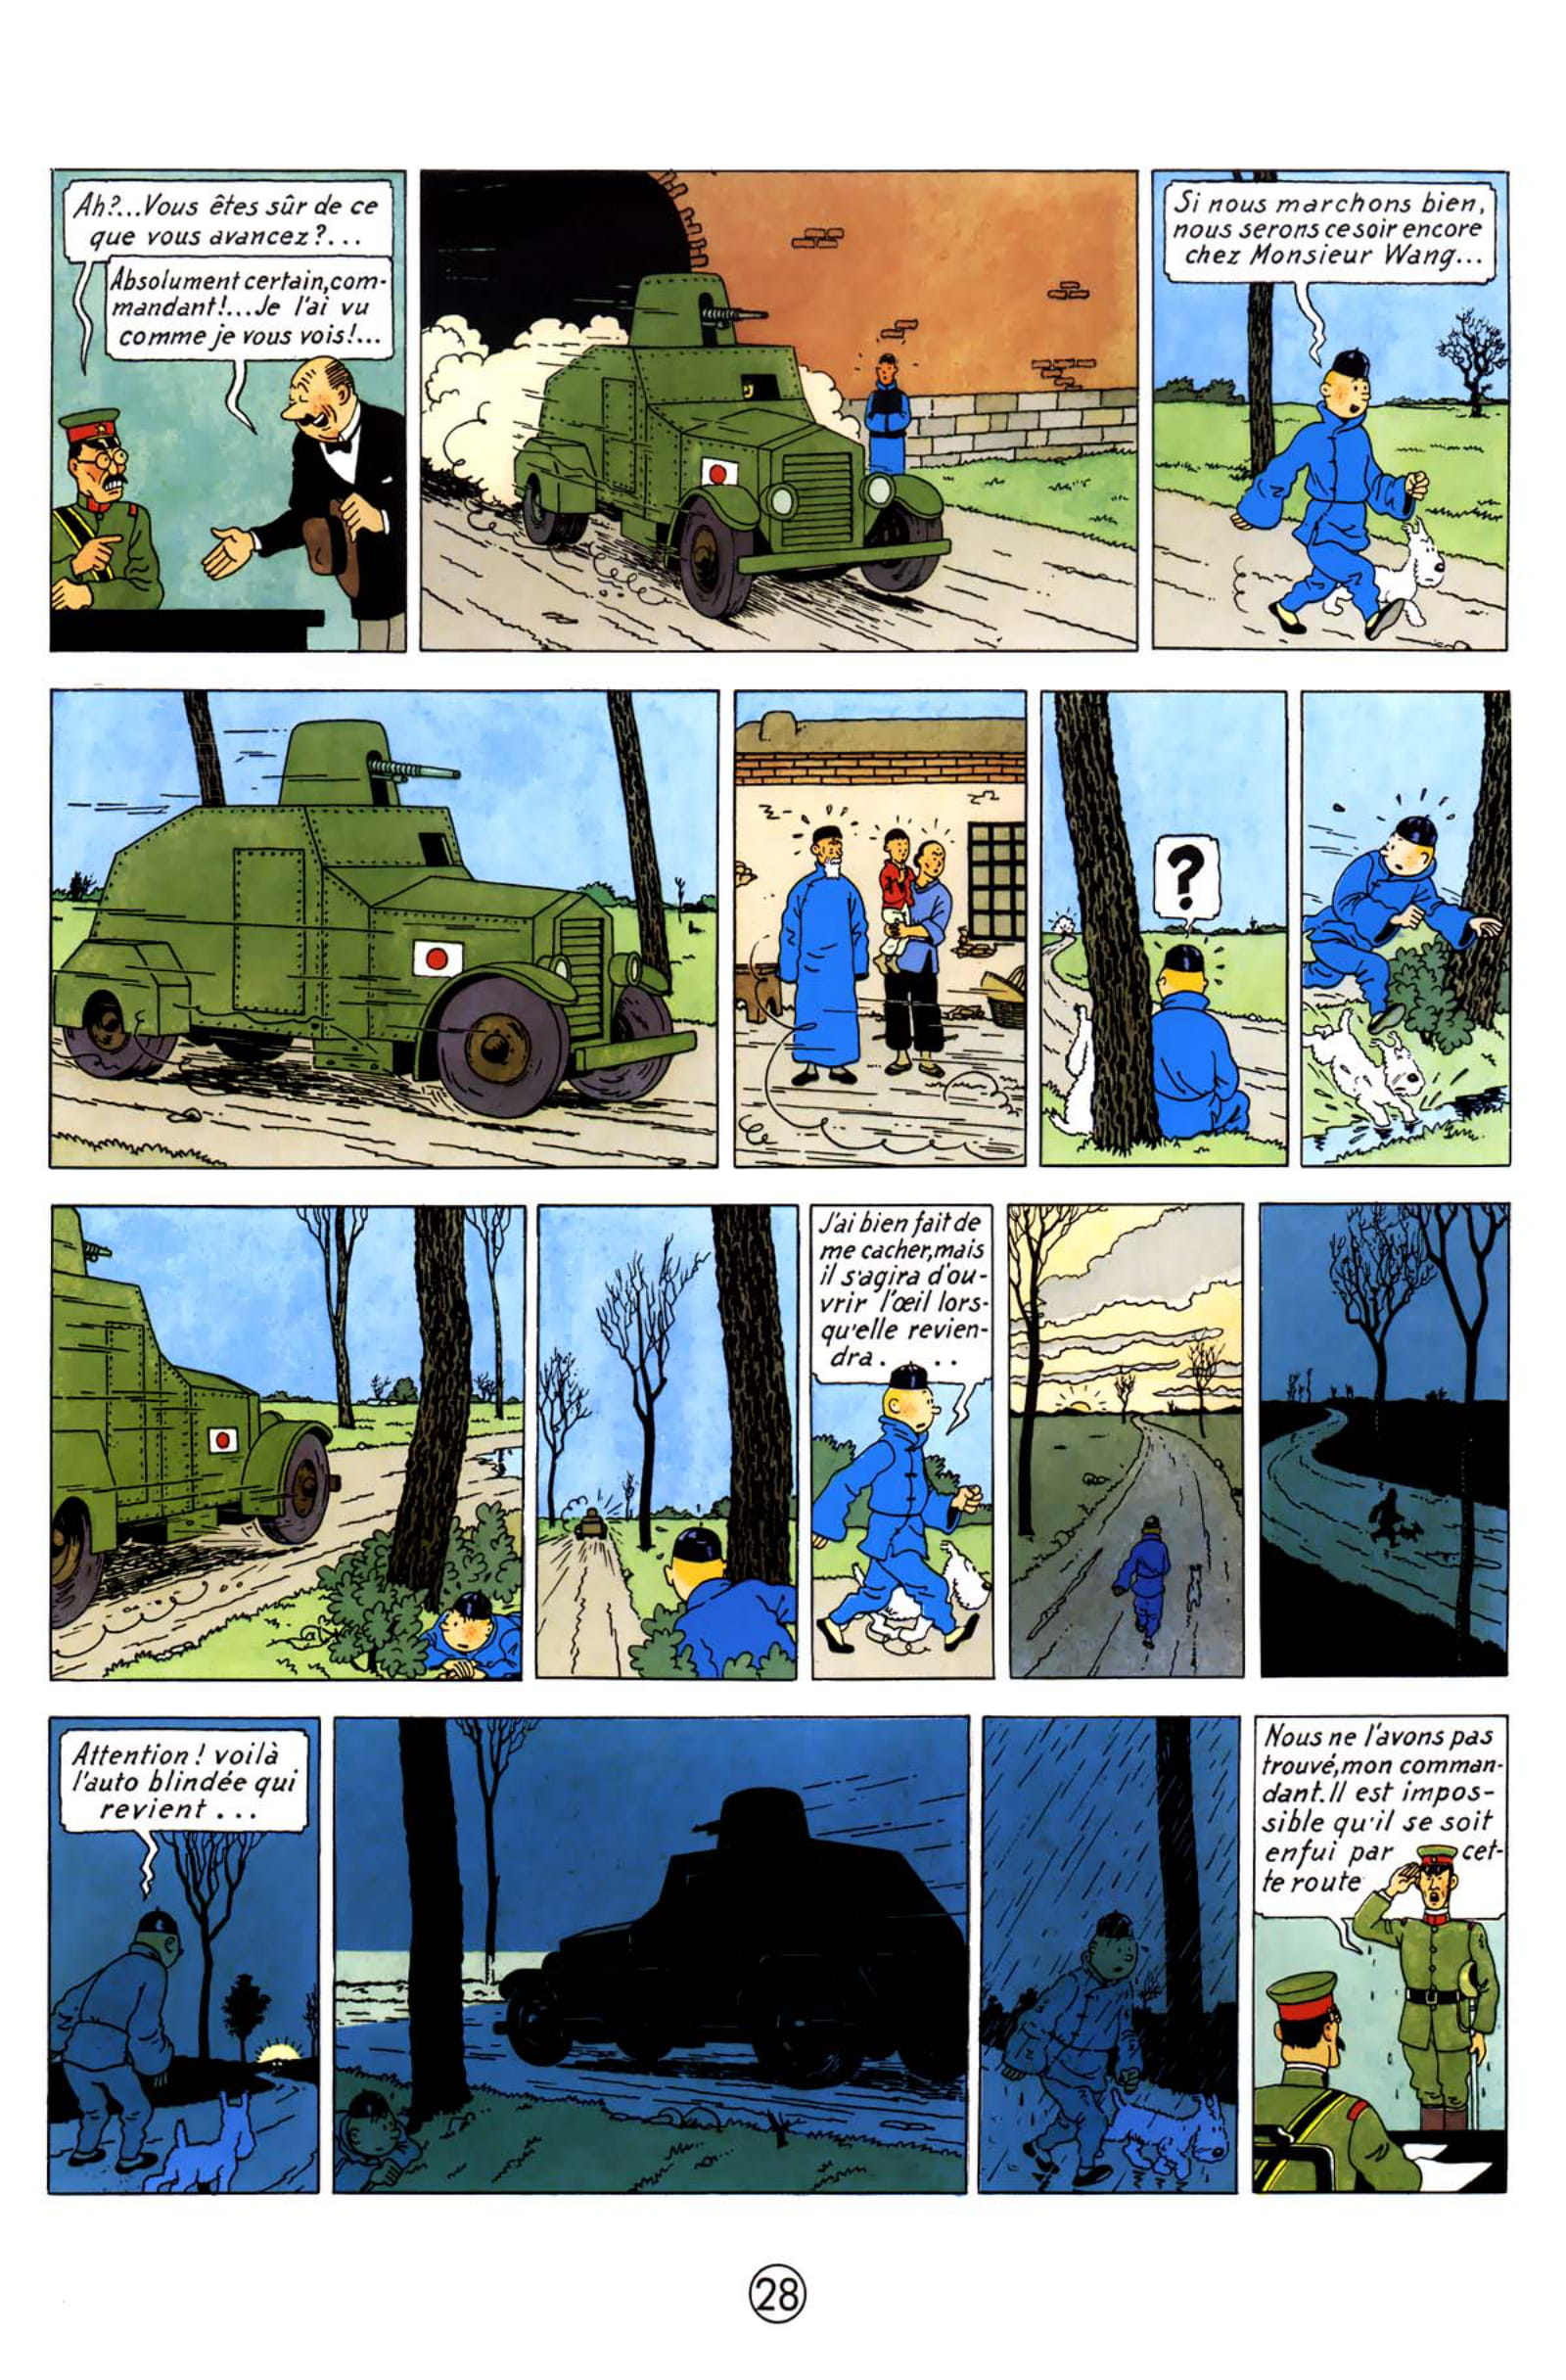 Ah?...Vous êtes sûr de ce
que vous avancez?...
Absolument certain,com-
mandant!...Je l'ai vu
comme je vous vois!...
Si nous marchons bien,
nous serons ce soir encore
chez Monsieur Wang...
?
J'ai bien fait de
me cacher,mais
il s'agira d'ou-
vrir l'œil lors-
qu'elle revien-
dra. ..
Attention! voilà
l'auto blindée qui
revient...
Nous ne l'avons pas
trouvé,mon comman-
dant.Il est impos-
sible qu'il se soit
enfui par cet-
te route
28